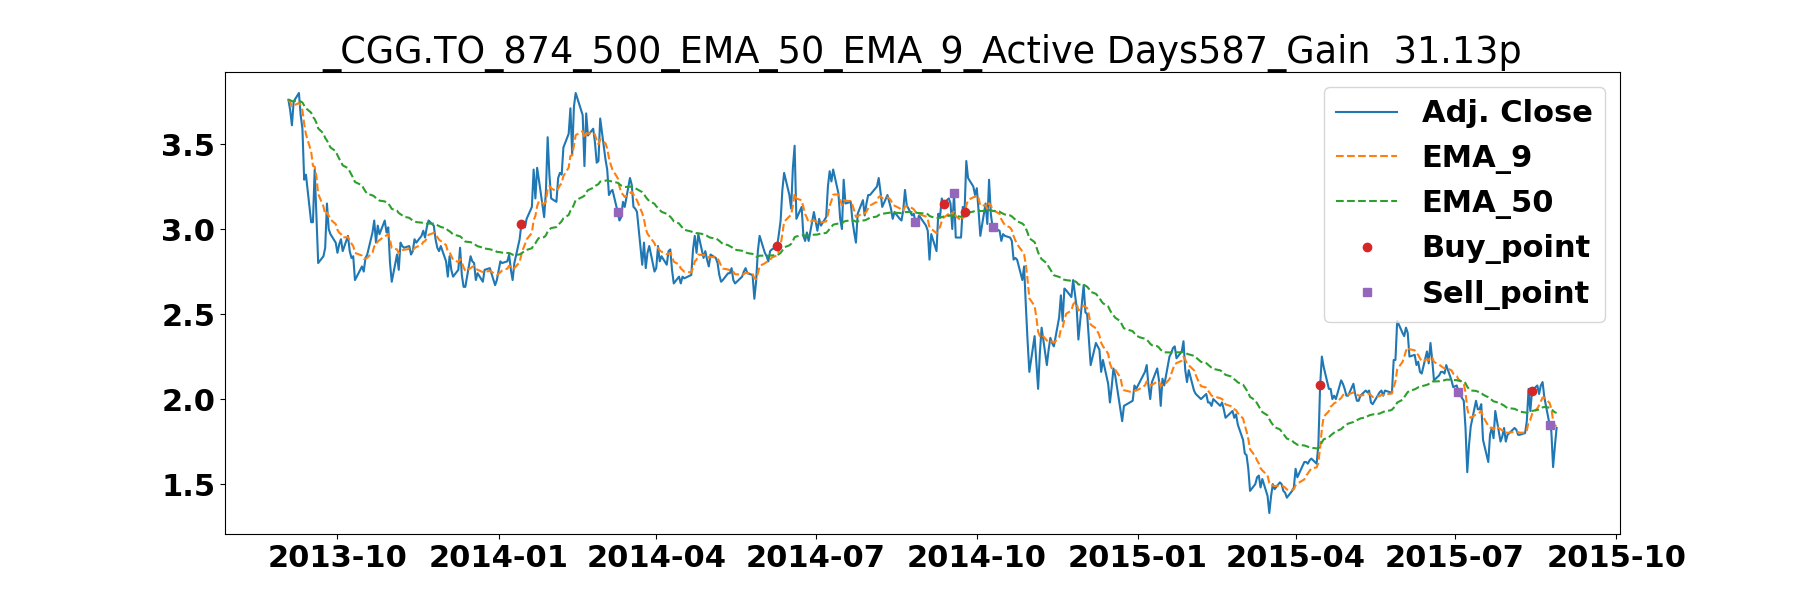 _CGG.TO_874_500_EMA_50_EMA_9_Active Days587_Gain  31.13p
Adj. Close
EMA_9
EMA_50
Buy_point
Sell_point
3.5
3.0
2.5
2.0
1.5
2013-10 2014-01 2014-04 2014-07 2014-10 2015-01 2015-04 2015-07 2015-10